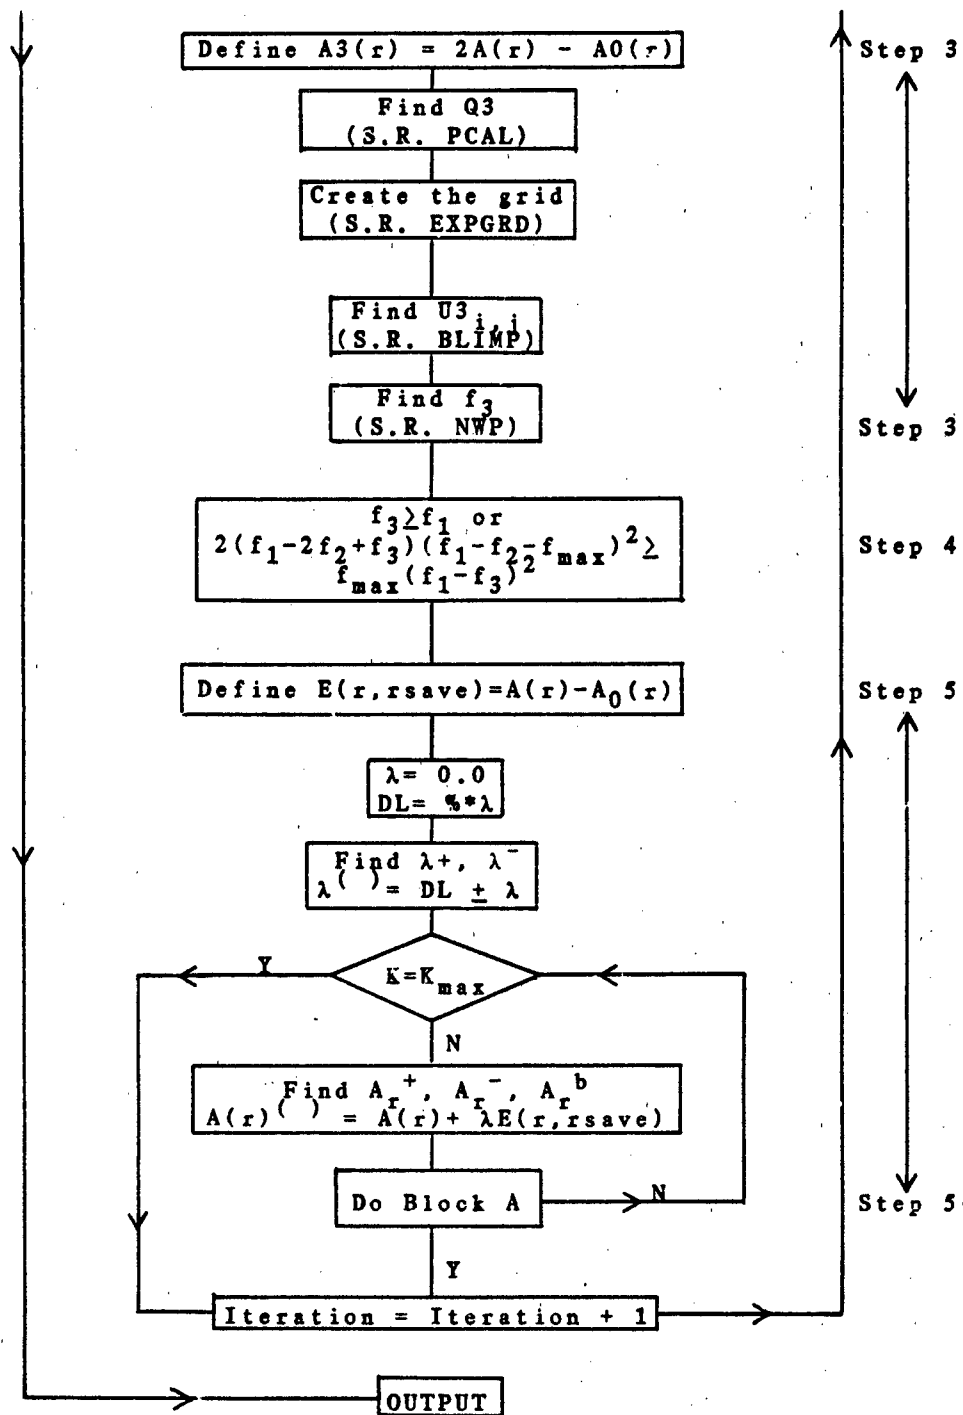 Define A3(r) = 2A(r) - A0(r)
Step 3
Find Q3
(S.R. PCAL)
Create the grid
(S.R. EXPGRD)
Find U3i,j
(S.R. BLIMP)
Find f3
(S.R. NWP)
Step 3
f3≥f1 or
2(f1-2f2+f3)(f1-f2-fmax)²≥
fmax(f1-f3)²
Step 4
Define E(r,rsave)=A(r)-A0(r)
Step 5
λ= 0.0
DL= %*λ
Find λ+, λ⁻
λ( ) = DL ± λ
Y
K=Kmax
N
Find Ar⁺, Ar⁻, Arᵇ
A(r)( ) = A(r)+ λE(r,rsave)
Do Block A
N
Step 5
Y
Iteration = Iteration + 1
OUTPUT